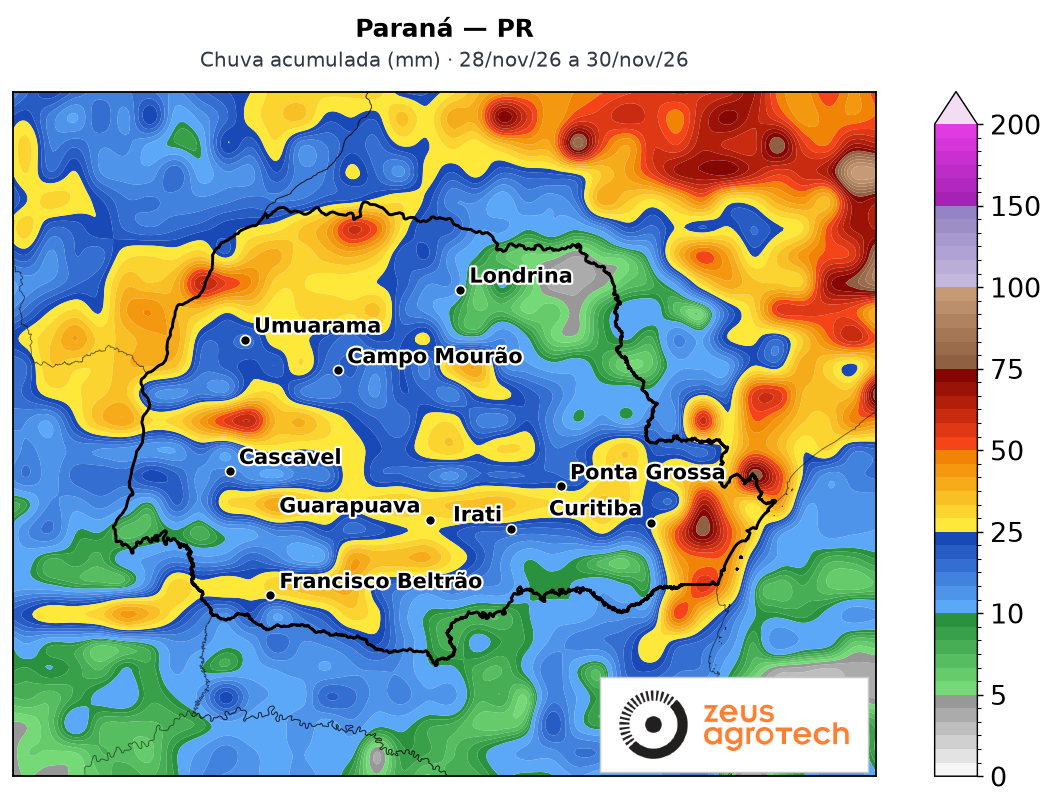 Paraná — PR
Chuva acumulada (mm) · 28/nov/26 a 30/nov/26
200
150
100
75
50
25
10
5
0
Londrina
Umuarama
Campo Mourão
Cascavel
Ponta Grossa
Guarapuava
Irati
Curitiba
Francisco Beltrão
zeus
agrotech